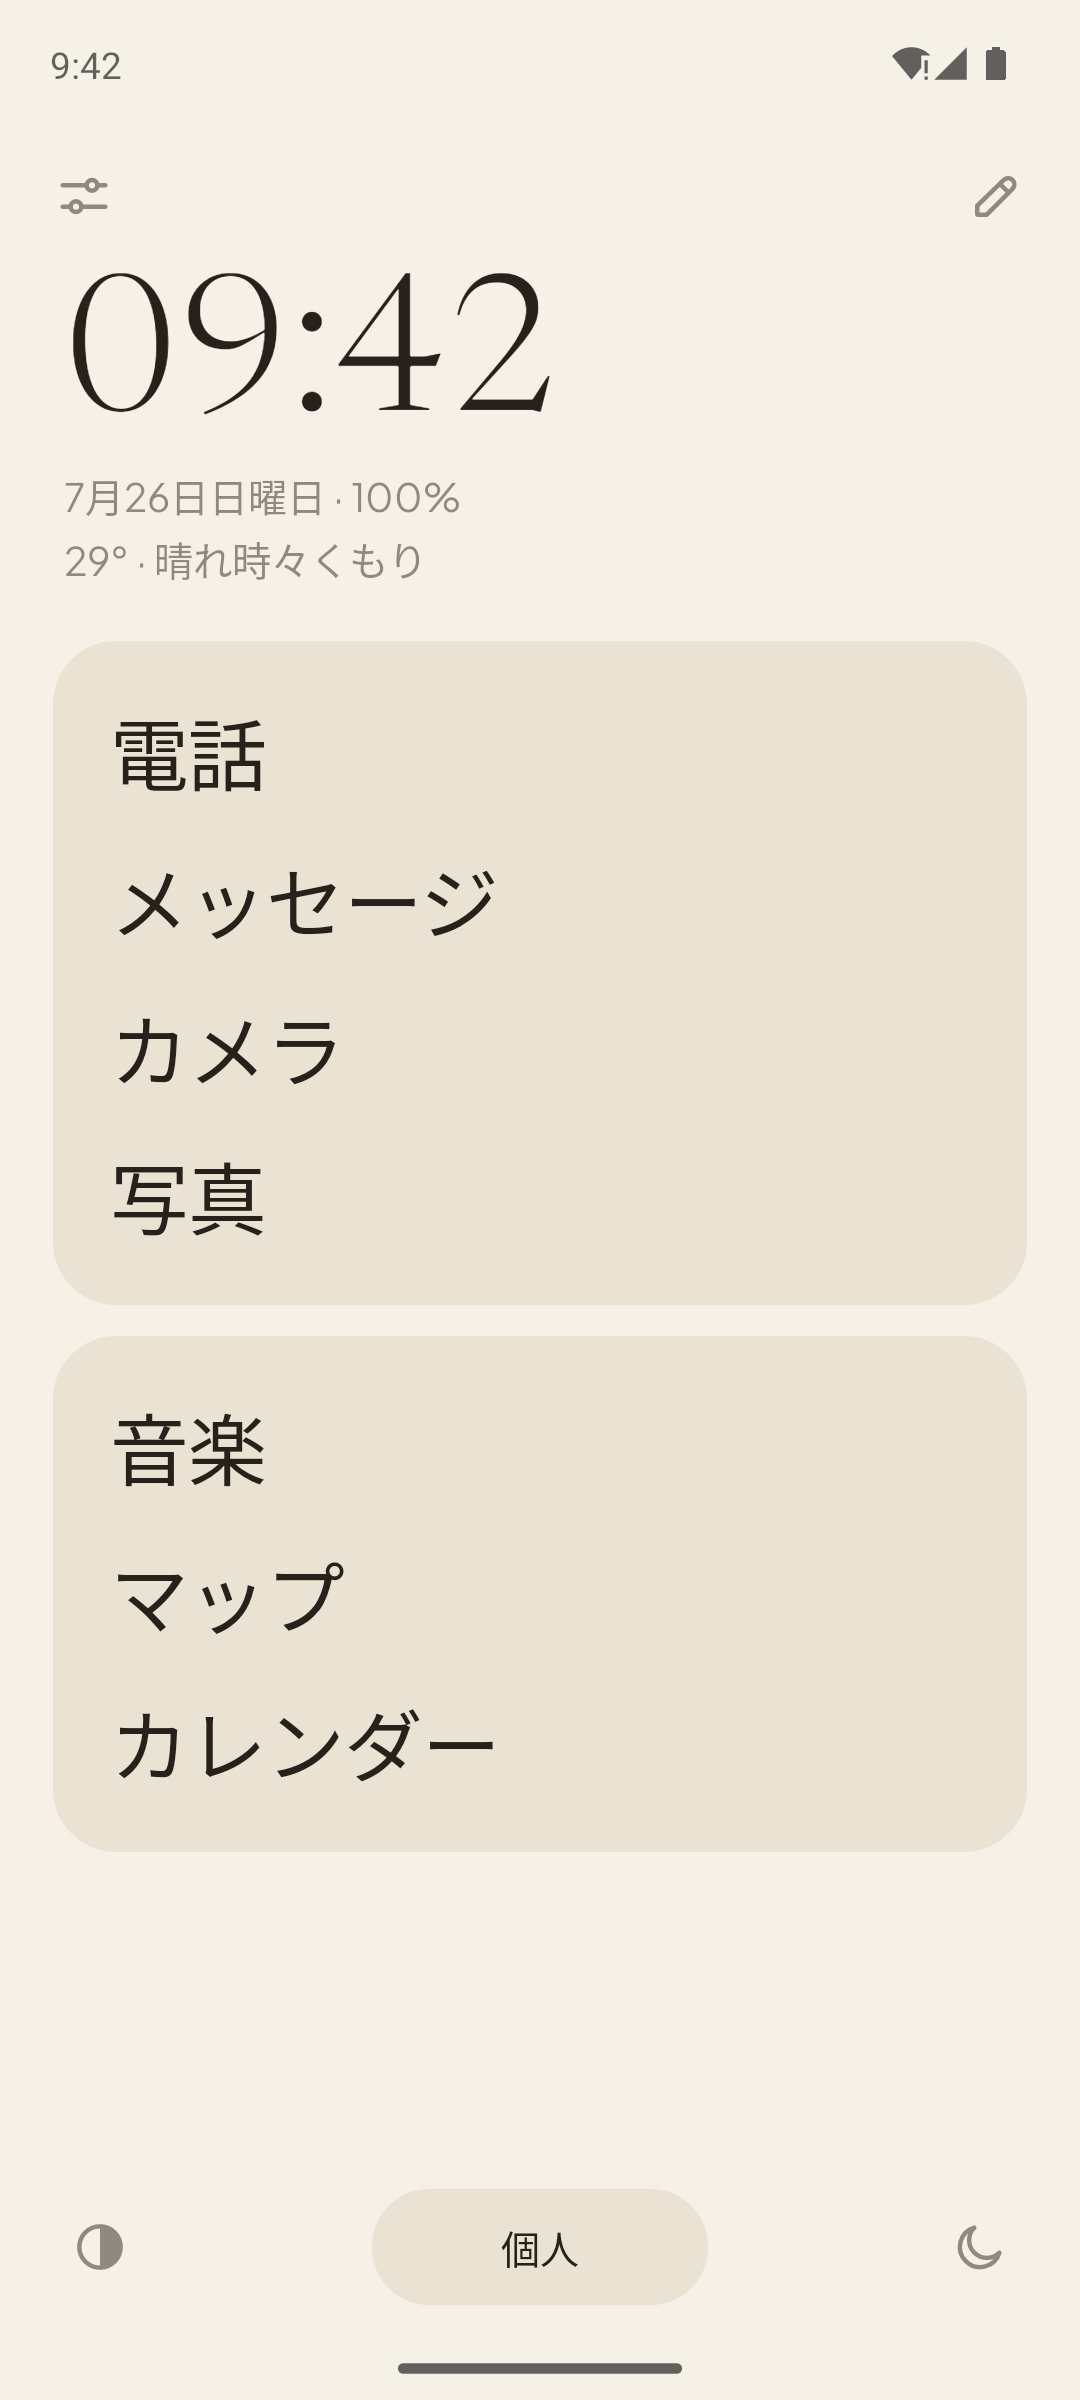 9:42
09:42
7月26日日曜日 · 100%
29° · 晴れ時々くもり
電話
メッセージ
カメラ
写真
音楽
マップ
カレンダー
個人